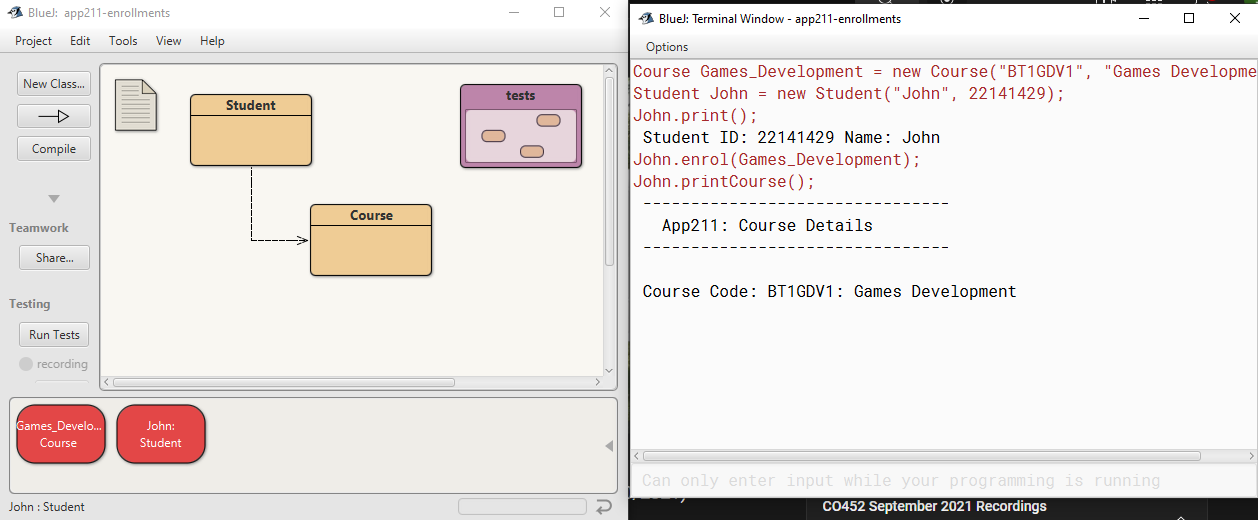 BlueJ: app211-enrollments
Project Edit Tools View Help
New Class...
Compile
Teamwork
Share...
Testing
Run Tests
recording
Student
tests
Course
Games_Develo...
Course
John:
Student
John : Student
BlueJ: Terminal Window - app211-enrollments
Options
Course Games_Development = new Course("BT1GDV1", "Games Developme
Student John = new Student("John", 22141429);
John.print();
Student ID: 22141429 Name: John
John.enrol(Games_Development);
John.printCourse();
--------------------------------
App211: Course Details
--------------------------------
Course Code: BT1GDV1: Games Development
Can only enter input while your programming is running
CO452 September 2021 Recordings